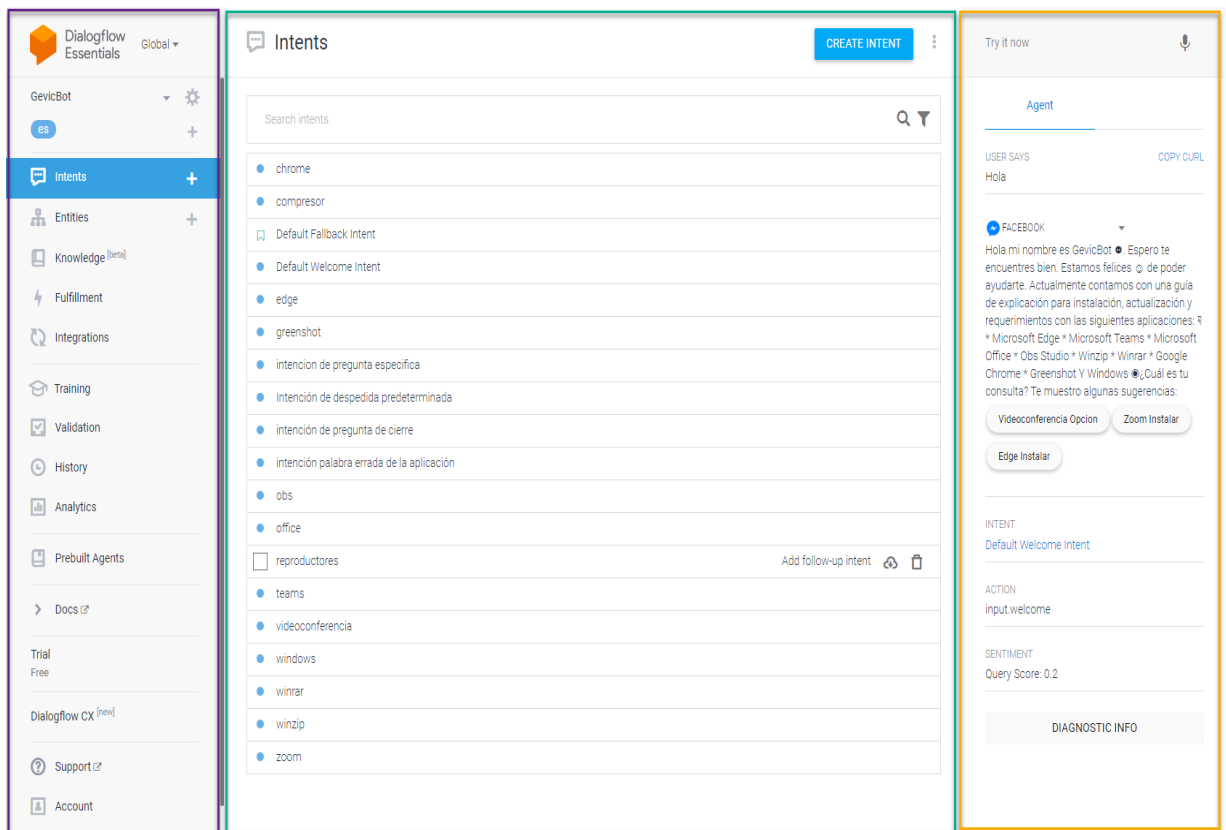 Dialogflow
Essentials
Global
GevicBot
es
Intents
Entities
Knowledge [beta]
Fulfillment
Integrations
Training
Validation
History
Analytics
Prebuilt Agents
Docs
Trial
Free
Dialogflow CX [new]
Support
Account
Intents
CREATE INTENT
Search intents
chrome
compresor
Default Fallback Intent
Default Welcome Intent
edge
greenshot
intencion de pregunta especifica
Intención de despedida predeterminada
intención de pregunta de cierre
intención palabra errada de la aplicación
obs
office
reproductores
Add follow-up intent
teams
videoconferencia
windows
winrar
winzip
zoom
Try it now
Agent
USER SAYS
COPY CURL
Hola
FACEBOOK
Hola mi nombre es GevicBot . Espero te
encuentres bien. Estamos felices ☺ de poder
ayudarte. Actualmente contamos con una guía
de explicación para instalación, actualización y
requerimientos con las siguientes aplicaciones:
* Microsoft Edge * Microsoft Teams * Microsoft
Office * Obs Studio * Winzip * Winrar * Google
Chrome * Greenshot Y Windows ◉¿Cuál es tu
consulta? Te muestro algunas sugerencias:
Videoconferencia Opcion
Zoom Instalar
Edge Instalar
INTENT
Default Welcome Intent
ACTION
input.welcome
SENTIMENT
Query Score: 0.2
DIAGNOSTIC INFO